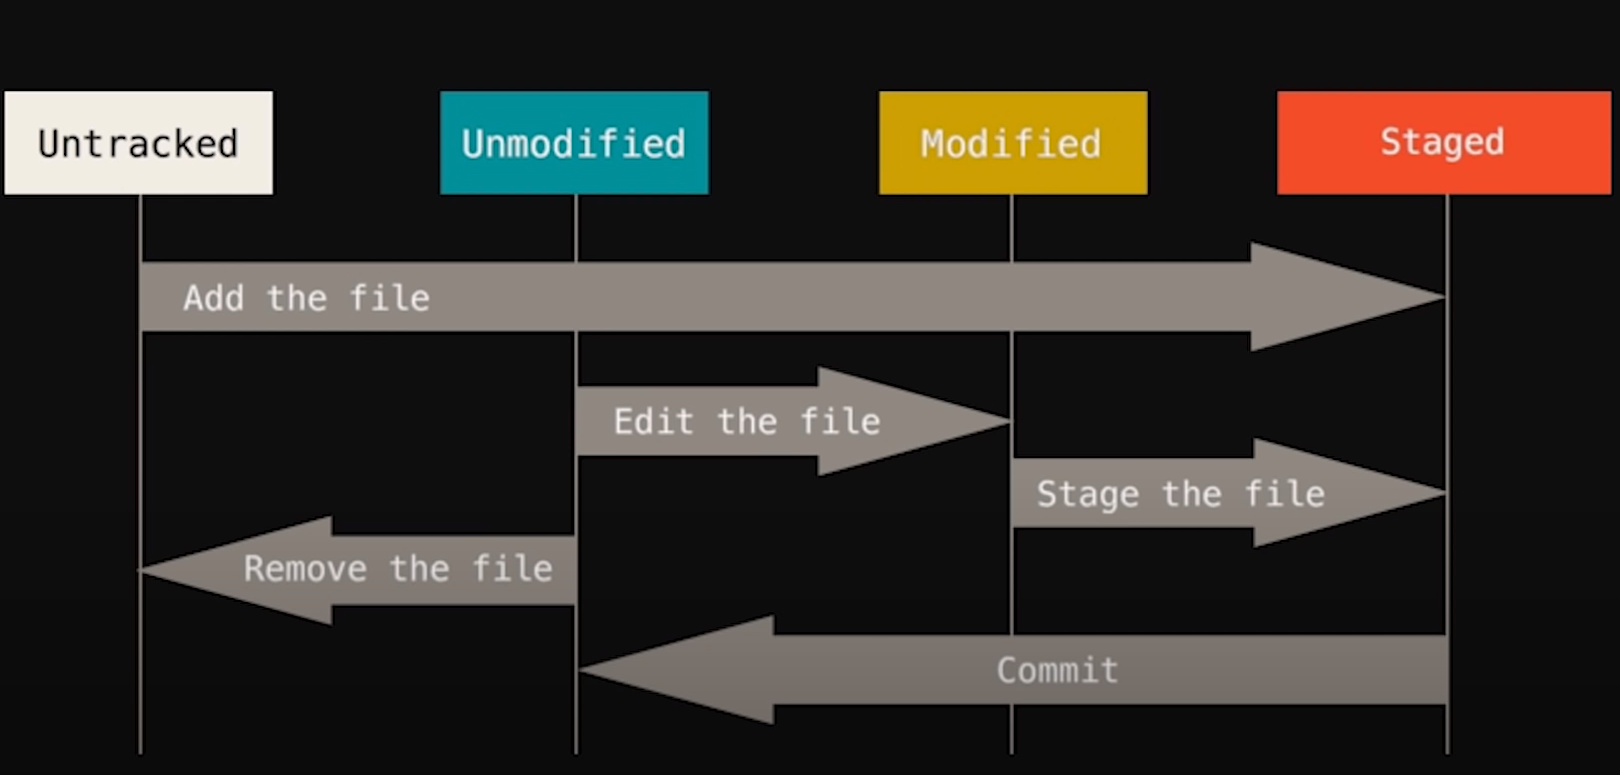 Untracked
Unmodified
Modified
Staged
Add the file
Edit the file
Stage the file
Remove the file
Commit